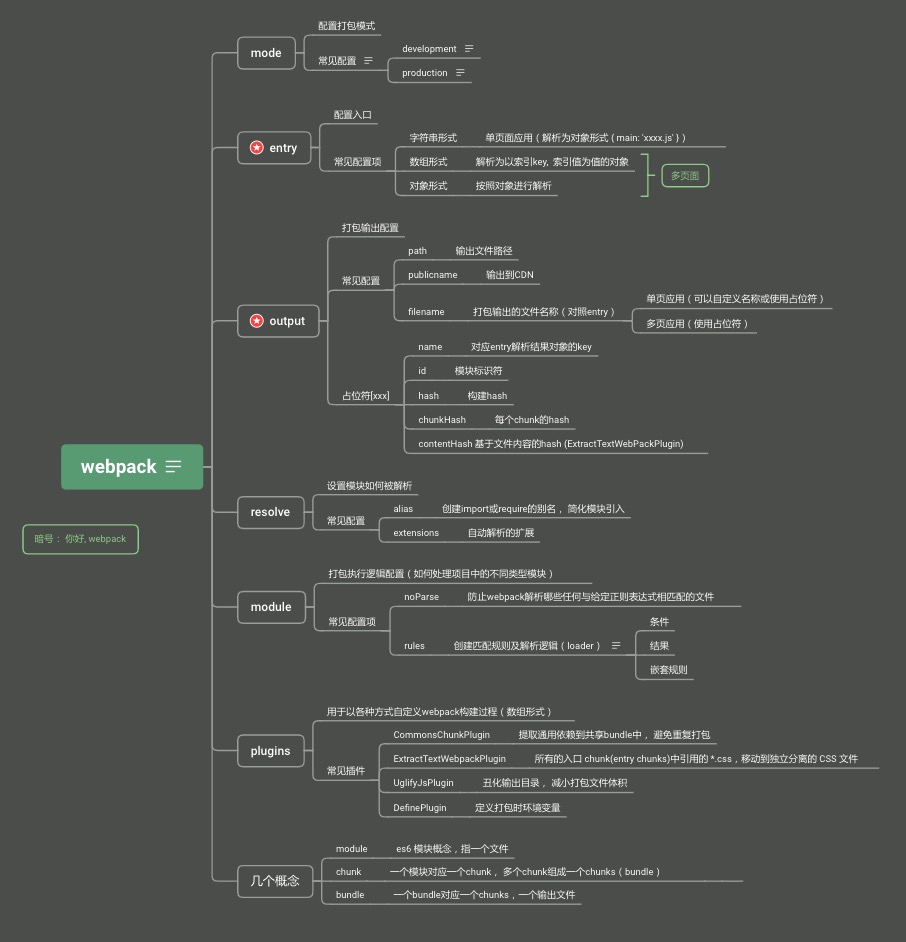 webpack
暗号： 你好, webpack
mode
配置打包模式
常见配置
development
production
entry
配置入口
常见配置项
字符串形式 单页面应用（解析为对象形式 { main: 'xxxx.js' } ）
数组形式 解析为以索引key, 索引值为值的对象
对象形式 按照对象进行解析
多页面
output
打包输出配置
常见配置
path 输出文件路径
publicname 输出到CDN
filename 打包输出的文件名称（对照entry ）
单页应用（可以自定义名称或使用占位符）
多页应用（使用占位符）
占位符[xxx]
name 对应entry解析结果对象的key
id 模块标识符
hash 构建hash
chunkHash 每个chunk的hash
contentHash 基于文件内容的hash (ExtractTextWebPackPlugin)
resolve
设置模块如何被解析
常见配置
alias 创建import或require的别名 ，简化模块引入
extensions 自动解析的扩展
module
打包执行逻辑配置（如何处理项目中的不同类型模块）
常见配置项
noParse 防止webpack解析哪些任何与给定正则表达式相匹配的文件
rules 创建匹配规则及解析逻辑（loader ）
条件
结果
嵌套规则
plugins
用于以各种方式自定义webpack构建过程（数组形式）
常见插件
CommonsChunkPlugin 提取通用依赖到共享bundle中 ，避免重复打包
ExtractTextWebpackPlugin 所有的入口 chunk(entry chunks)中引用的 *.css，移动到独立分离的 CSS 文件
UglifyJsPlugin 丑化输出目录 ，减小打包文件体积
DefinePlugin 定义打包时环境变量
几个概念
module es6 模块概念，指一个文件
chunk 一个模块对应一个chunk ，多个chunk组成一个chunks（ bundle ）
bundle 一个bundle对应一个chunks，一个输出文件